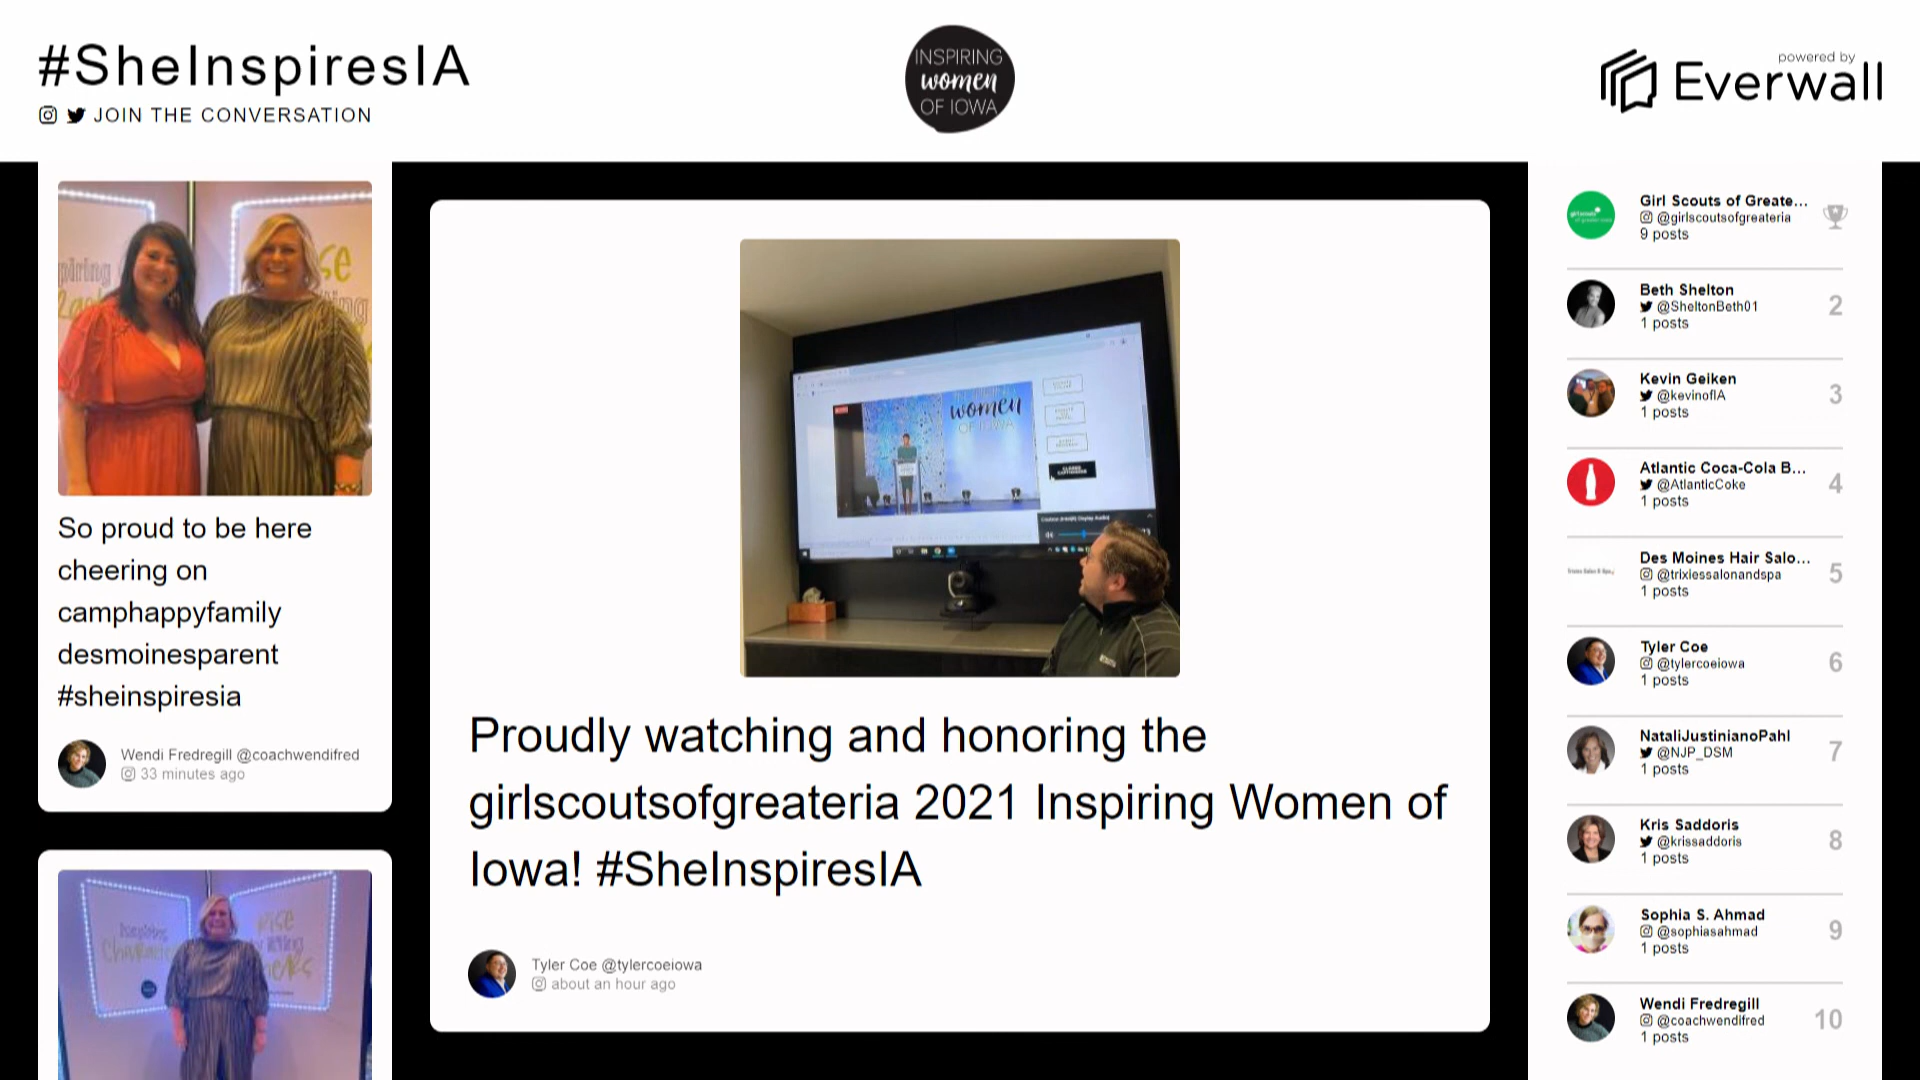 #SheInspiresIA
JOIN THE CONVERSATION
INSPIRING
women
OF IOWA
powered by
Everwall
So proud to be here
cheering on
camphappyfamily
desmoinesparent
#sheinspiresia
Wendi Fredregill @coachwendifred
33 minutes ago
women
OF IOWA
Proudly watching and honoring the
girlscoutsofgreateria 2021 Inspiring Women of
Iowa! #SheInspiresIA
Tyler Coe @tylercoeiowa
about an hour ago
Girl Scouts of Greate...
@girlscoutsofgreateria
9 posts
Beth Shelton
@SheltonBeth01
1 posts
2
Kevin Geiken
@kevinofIA
1 posts
3
Atlantic Coca-Cola B...
@AtlanticCoke
1 posts
4
Des Moines Hair Salo...
@trixiessalonandspa
1 posts
5
Tyler Coe
@tylercoeiowa
1 posts
6
NataliJustinianoPahl
@NJP_DSM
1 posts
7
Kris Saddoris
@krissaddoris
1 posts
8
Sophia S. Ahmad
@sophiasahmad
1 posts
9
Wendi Fredregill
@coachwendifred
1 posts
10